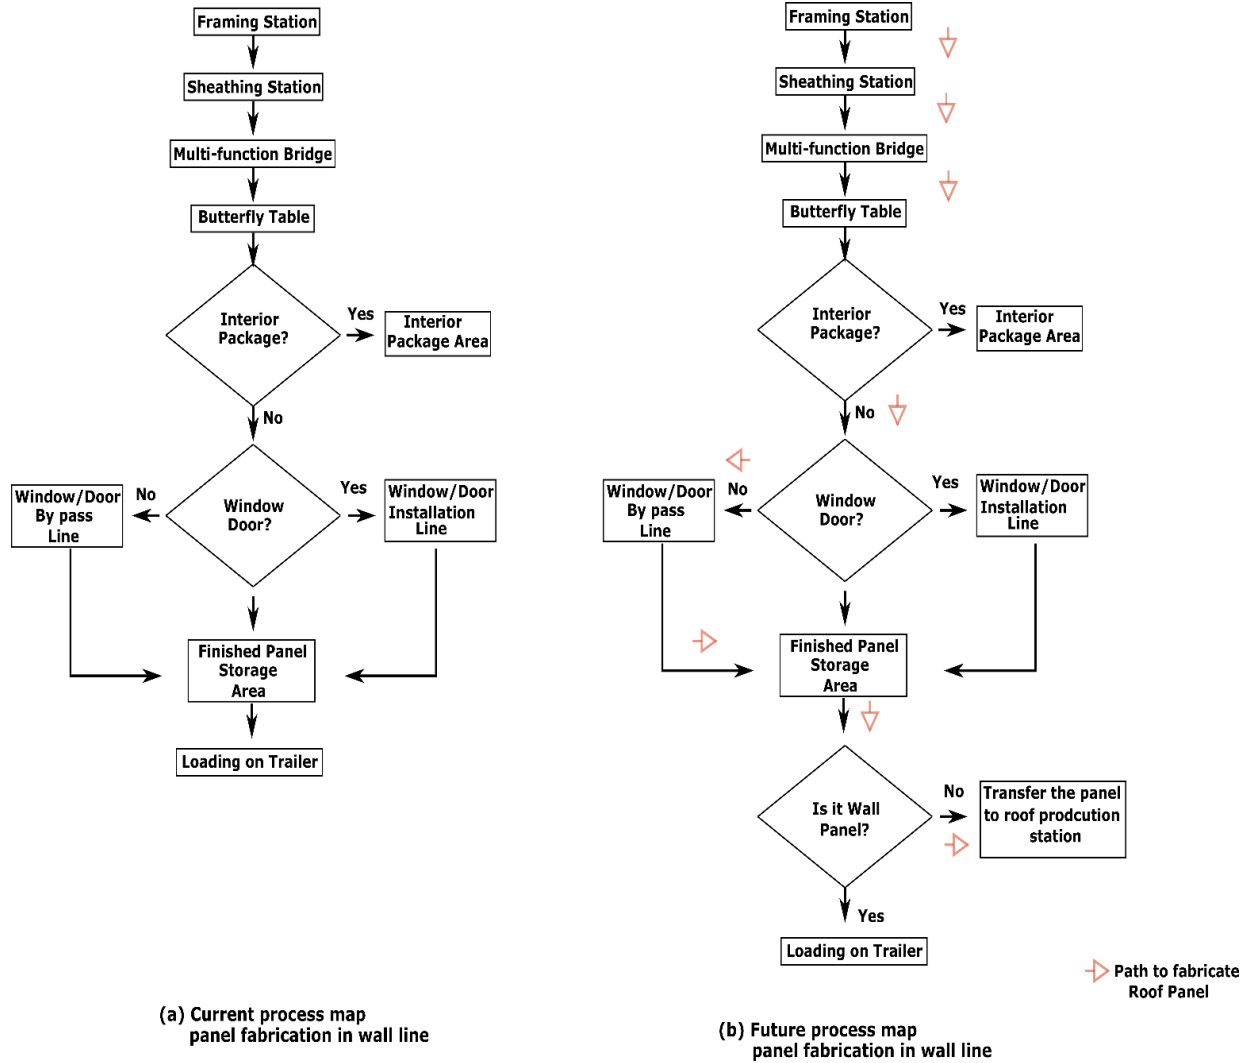 Framing Station
Sheathing Station
Multi-function Bridge
Butterfly Table
Interior
Package?
Yes
Interior
Package Area
No
Window/Door
By pass
Line
No
Window
Door?
Yes
Window/Door
Installation
Line
Finished Panel
Storage
Area
Loading on Trailer
(a) Current process map
panel fabrication in wall line
Framing Station
Sheathing Station
Multi-function Bridge
Butterfly Table
Interior
Package?
Yes
Interior
Package Area
No
Window/Door
By pass
Line
No
Window
Door?
Yes
Window/Door
Installation
Line
Finished Panel
Storage
Area
Is it Wall
Panel?
No
Transfer the panel
to roof prodcution
station
Yes
Loading on Trailer
Path to fabricate
Roof Panel
(b) Future process map
panel fabrication in wall line